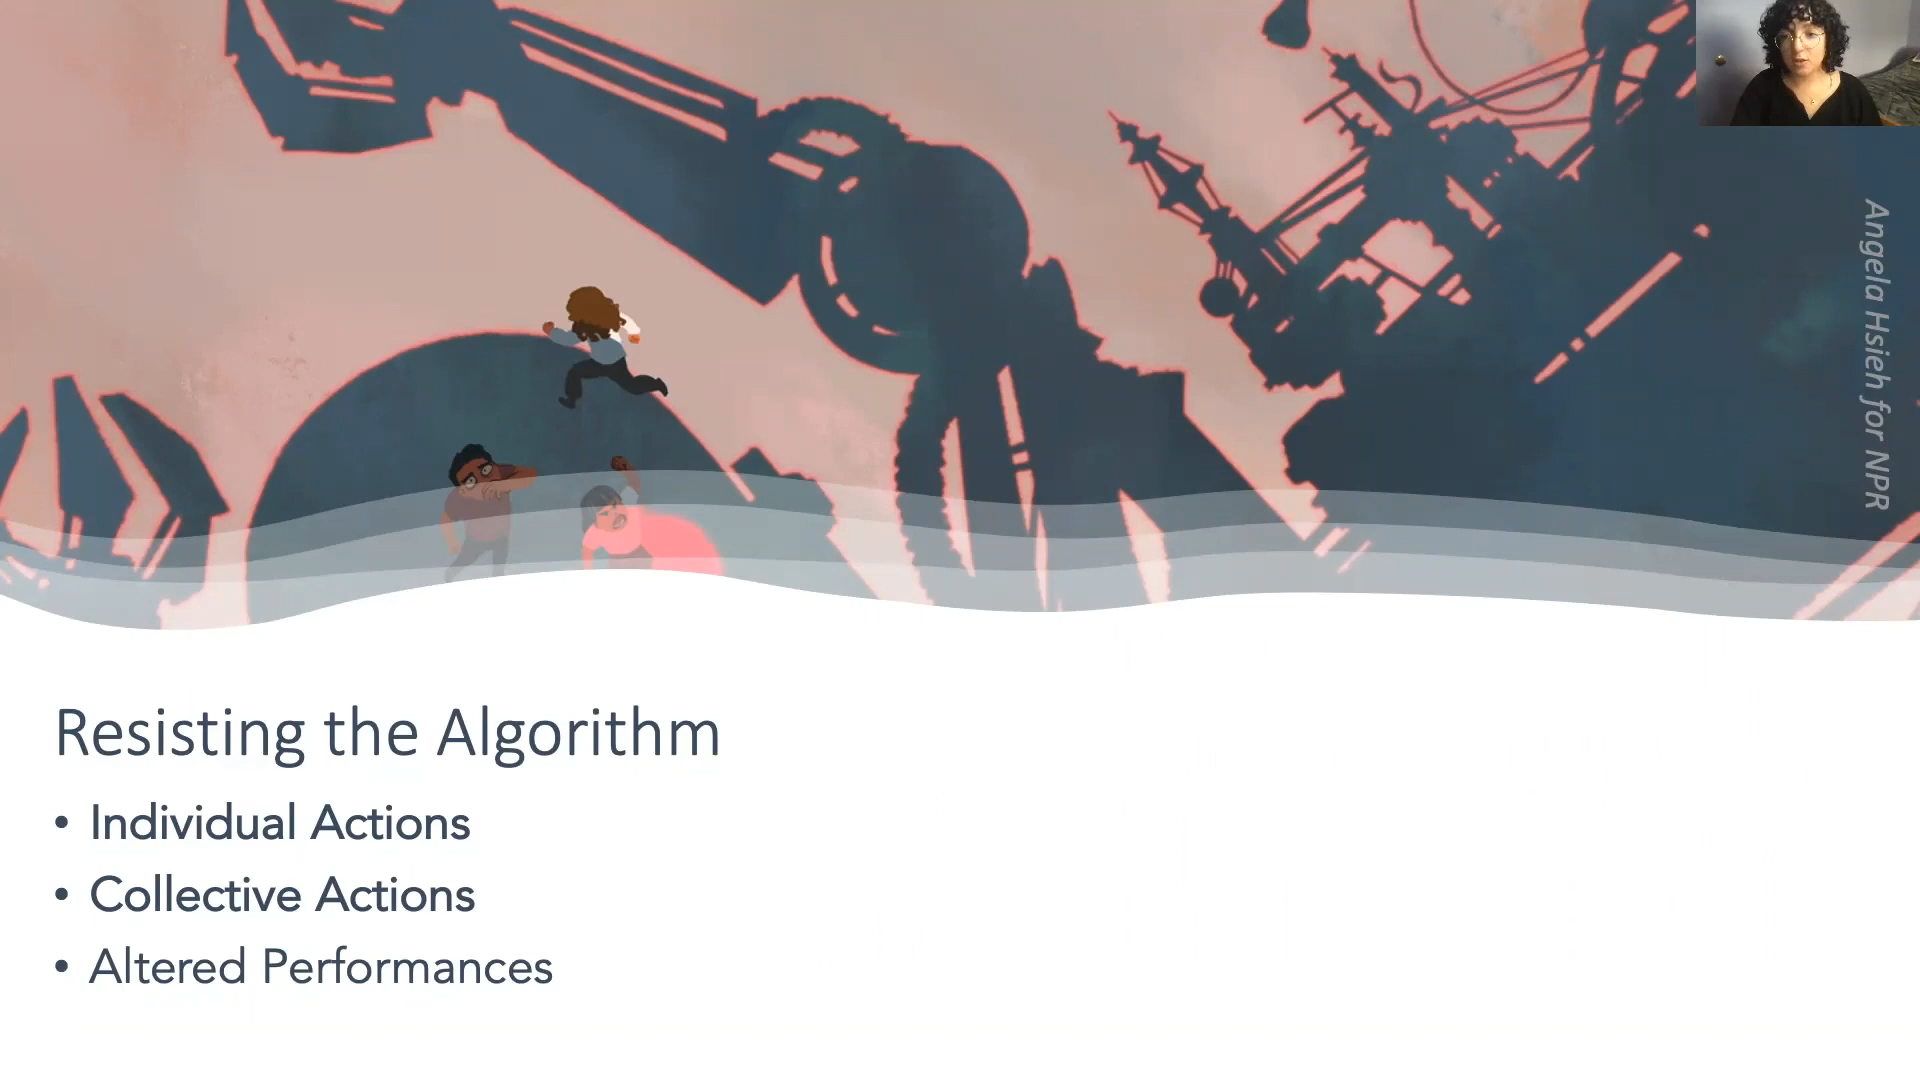 Angela Hsieh for NPR
Resisting the Algorithm
• Individual Actions
• Collective Actions
• Altered Performances